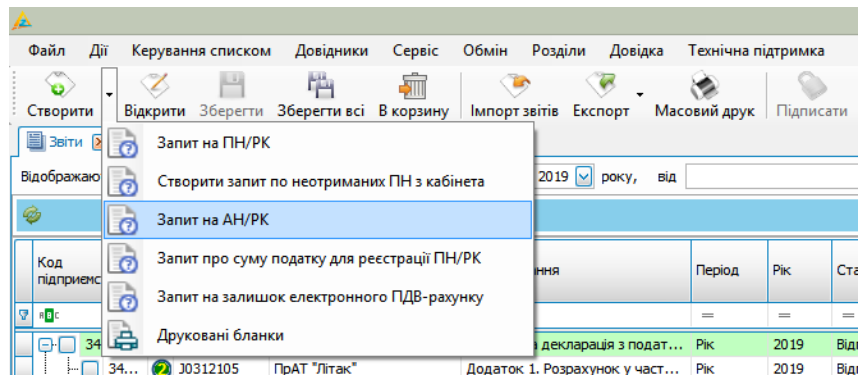 Файл Дії Керування списком Довідники Сервіс Обмін Розділи Довідка Технічна підтримка
Створити Відкрити Зберегти Зберегти всі В корзину Імпорт звітів Експорт Масовий друк Підписати
Звіти
Запит на ПН/РК
2019 року, від
Створити запит по неотриманих ПН з кабінета
Запит на АН/РК
Запит про суму податку для реєстрації ПН/РК
Код
Період Рік
Запит на залишок електронного ПДВ-рахунку
= = =
Друковані бланки
34 декларація з подат... Рік 2019
34... 2 J0312105 ПрАТ "Літак" Додаток 1. Розрахунок у част... Рік 2019